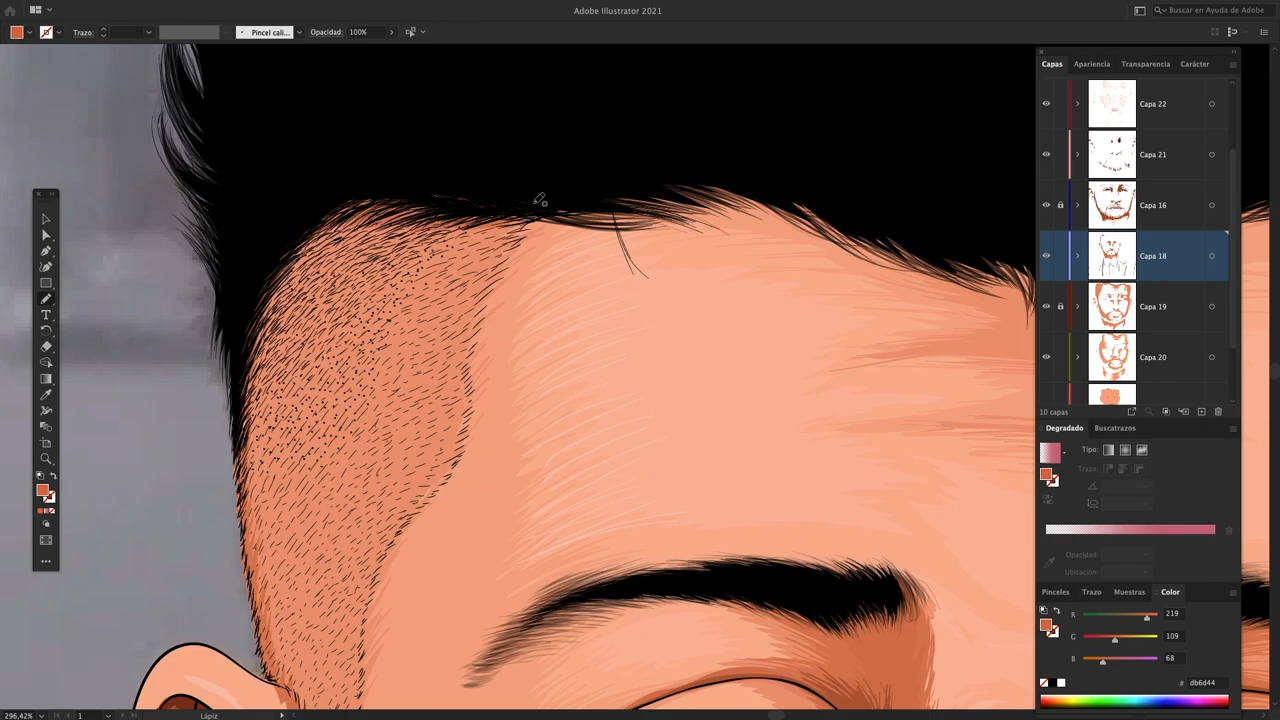 Adobe Illustrator 2021
Buscar en Ayuda de Adobe
Trazo:
Pincel cali...
Opacidad:
100%
Capas
Apariencia
Transparencia
Carácter
Capa 22
Capa 21
Capa 16
Capa 18
Capa 19
Capa 20
10 capas
Degradado
Buscatrazos
Tipo:
Trazo:
Opacidad:
Ubicación:
Pinceles
Trazo
Muestras
Color
R
219
G
109
B
68
#
db6d44
296,42%
1
Lápiz